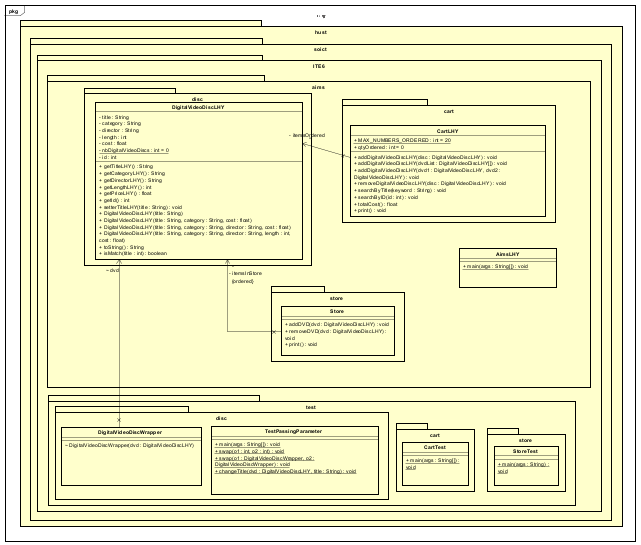 pkg
hust
soict
ITE6
aims
disc
DigitalVideoDiscLHY
- title : String
- category : String
- director : String
- length : int
- cost : float
- nbDigitalVideoDiscs : int = 0
- id : int
+ getTitleLHY() : String
+ getCategoryLHY() : String
+ getDirectorLHY() : String
+ getLengthLHY() : int
+ getPriceLHY() : float
+ getId() : int
+ setterTitleLHY(title : String) : void
+ DigitalVideoDiscLHY(title : String)
+ DigitalVideoDiscLHY(title : String, category : String, cost : float)
+ DigitalVideoDiscLHY(title : String, category : String, director : String, cost : float)
+ DigitalVideoDiscLHY(title : String, category : String, director : String, length : int,
cost : float)
+ toString() : String
+ isMatch(title : int) : boolean
- itemsOrdered
cart
CartLHY
+ MAX_NUMBERS_ORDERED : int = 20
- qtyOrdered : int = 0
+ addDigitalVideoDiscLHY(disc : DigitalVideoDiscLHY) : void
+ addDigitalVideoDiscLHY(dvdList : DigitalVideoDiscLHY[]) : void
+ addDigitalVideoDiscLHY(dvd1 : DigitalVideoDiscLHY, dvd2 :
DigitalVideoDiscLHY) : void
+ removeDigitalVideoDiscLHY(disc : DigitalVideoDiscLHY) : void
+ searchByTitle(keyword : String) : void
+ searchByID(id : int) : void
+ totalCost() : float
+ print() : void
AimsLHY
+ main(args : String[]) : void
~ dvd
- itemsInStore
{ordered}
store
Store
+ addDVD(dvd : DigitalVideoDiscLHY) : void
+ removeDVD(dvd : DigitalVideoDiscLHY) :
void
+ print() : void
test
disc
DigitalVideoDiscWrapper
~ DigitalVideoDiscWrapper(dvd : DigitalVideoDiscLHY)
TestPassingParameter
+ main(args : String[]) : void
+ swap(o1 : int, o2 : int) : void
+ swap(o1 : DigitalVideoDiscWrapper, o2 :
DigitalVideoDiscWrapper) : void
+ changeTitle(dvd : DigitalVideoDiscLHY, title : String) : void
cart
CartTest
+ main(args : String[]) :
void
store
StoreTest
+ main(args : String) :
void